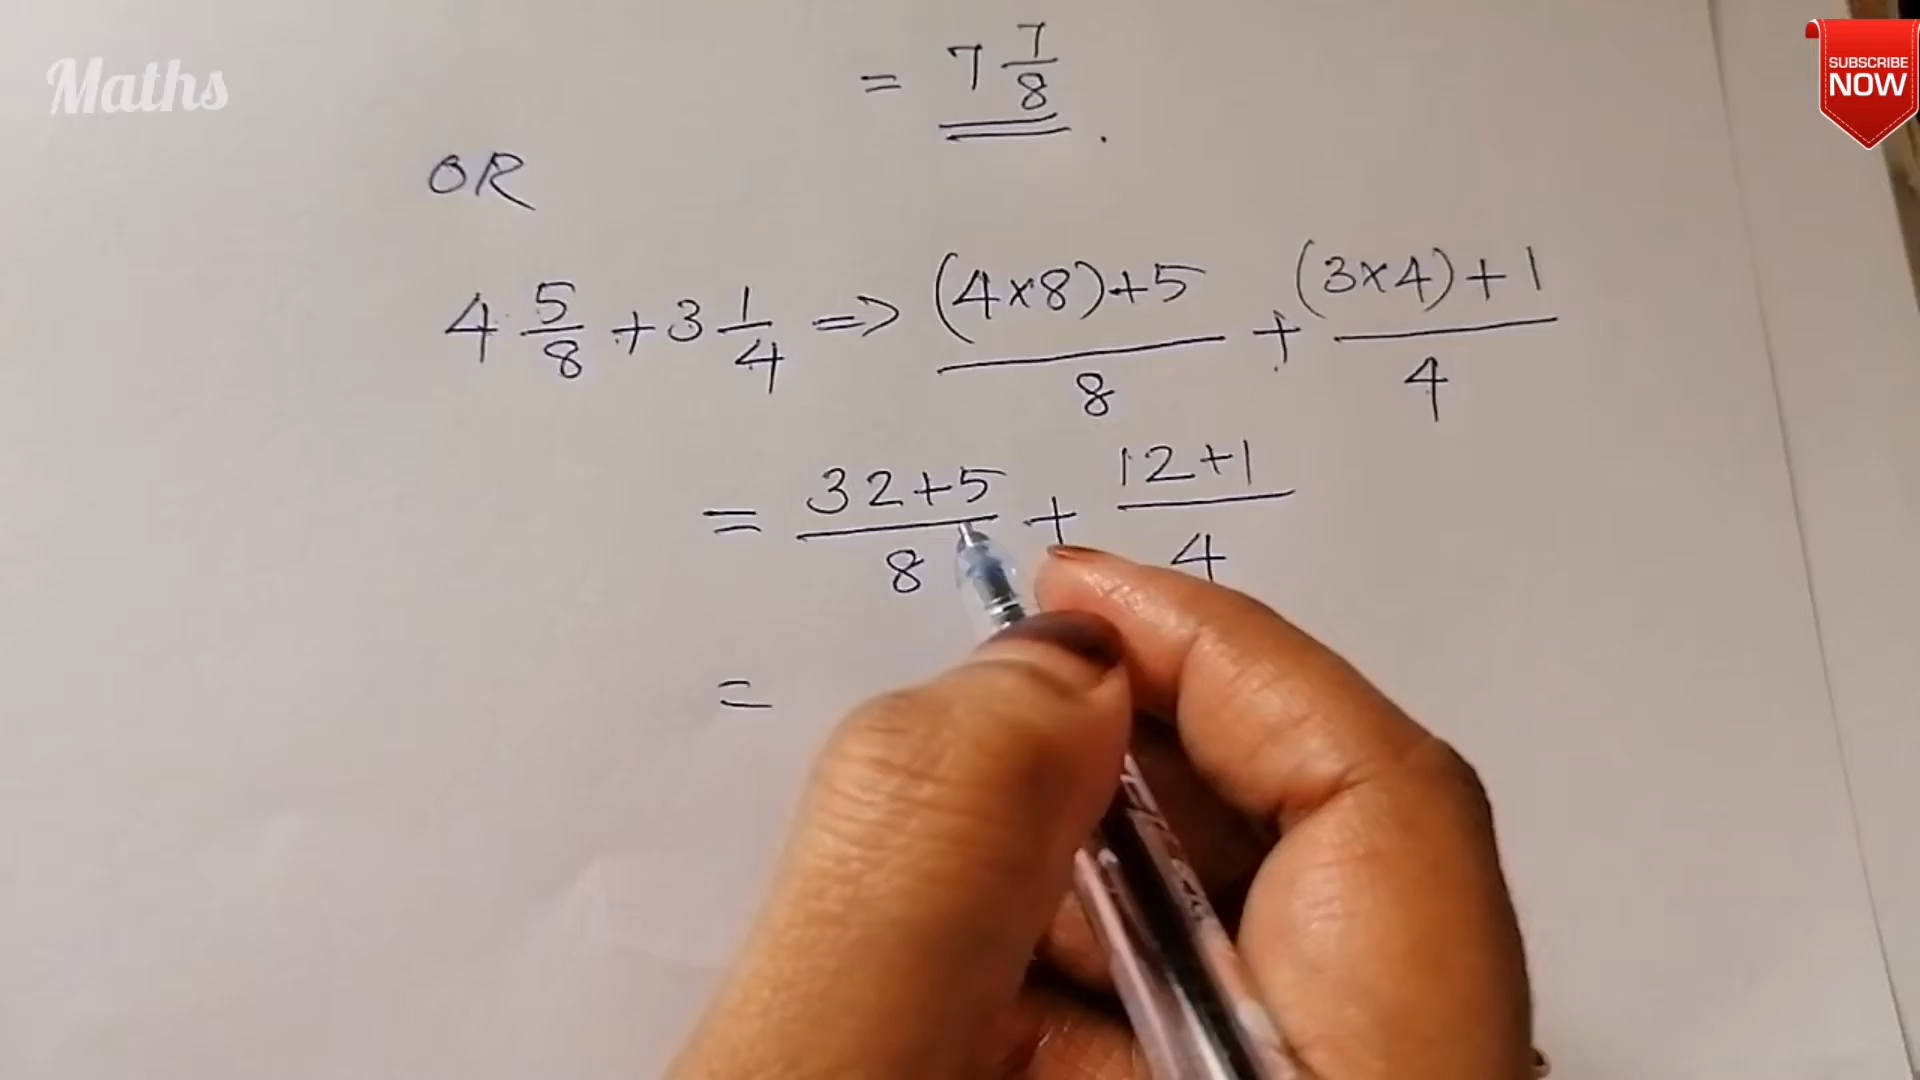 Maths
SUBSCRIBE
NOW
= 7 7/8 .
OR
4 5/8 + 3 1/4 => (4×8)+5/8 + (3×4)+1/4
= 32+5/8 + 12+1/4
=